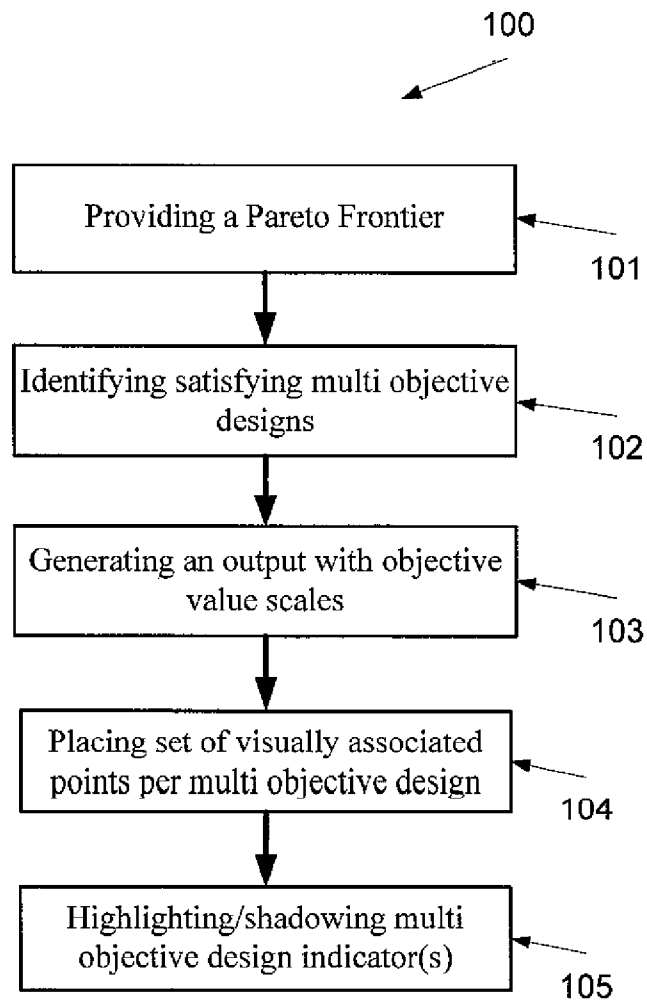 100
Providing a Pareto Frontier
101
Identifying satisfying multi objective
designs
102
Generating an output with objective
value scales
103
Placing set of visually associated
points per multi objective design
104
Highlighting/shadowing multi
objective design indicator(s)
105